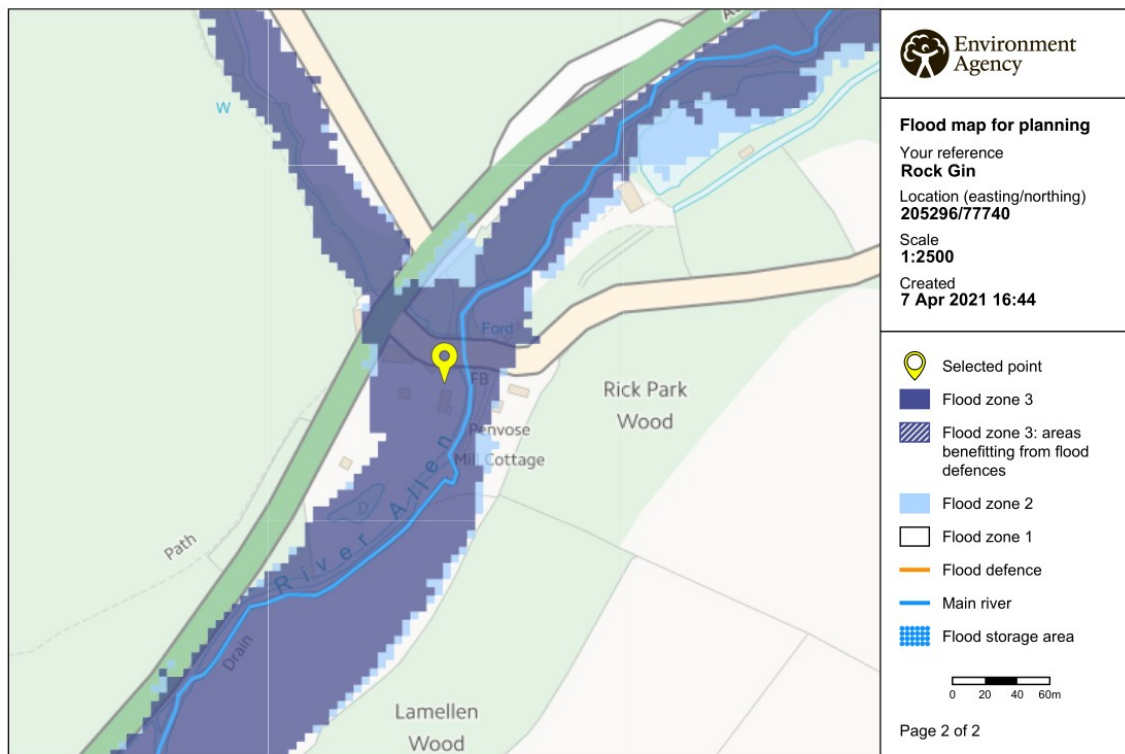 A
W
Ford
FB
Penvose
Mill Cottage
Rick Park
Wood
River Allen
Path
Drain
Lamellen
Wood
Environment
Agency
Flood map for planning
Your reference
Rock Gin
Location (easting/northing)
205296/77740
Scale
1:2500
Created
7 Apr 2021 16:44
Selected point
Flood zone 3
Flood zone 3: areas
benefitting from flood
defences
Flood zone 2
Flood zone 1
Flood defence
Main river
Flood storage area
0 20 40 60m
Page 2 of 2